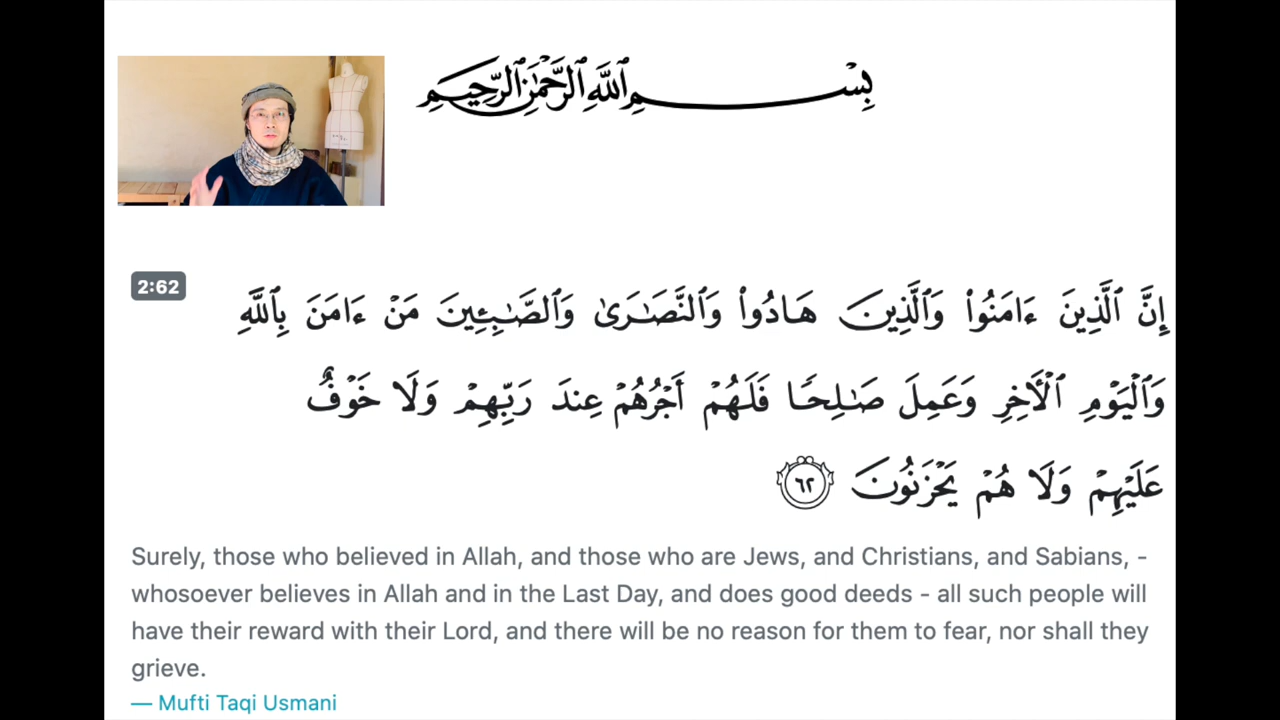 بِسْمِ ٱللَّهِ ٱلرَّحْمَٰنِ ٱلرَّحِيمِ
2:62
إِنَّ ٱلَّذِينَ ءَامَنُوا۟ وَٱلَّذِينَ هَادُوا۟ وَٱلنَّصَـٰرَىٰ وَٱلصَّـٰبِـِٔينَ مَنْ ءَامَنَ بِٱللَّهِ
وَٱلْيَوْمِ ٱلْـَٔاخِرِ وَعَمِلَ صَـٰلِحًا فَلَهُمْ أَجْرُهُمْ عِندَ رَبِّهِمْ وَلَا خَوْفٌ
عَلَيْهِمْ وَلَا هُمْ يَحْزَنُونَ ٦٢
Surely, those who believed in Allah, and those who are Jews, and Christians, and Sabians, -
whosoever believes in Allah and in the Last Day, and does good deeds - all such people will
have their reward with their Lord, and there will be no reason for them to fear, nor shall they
grieve.
— Mufti Taqi Usmani